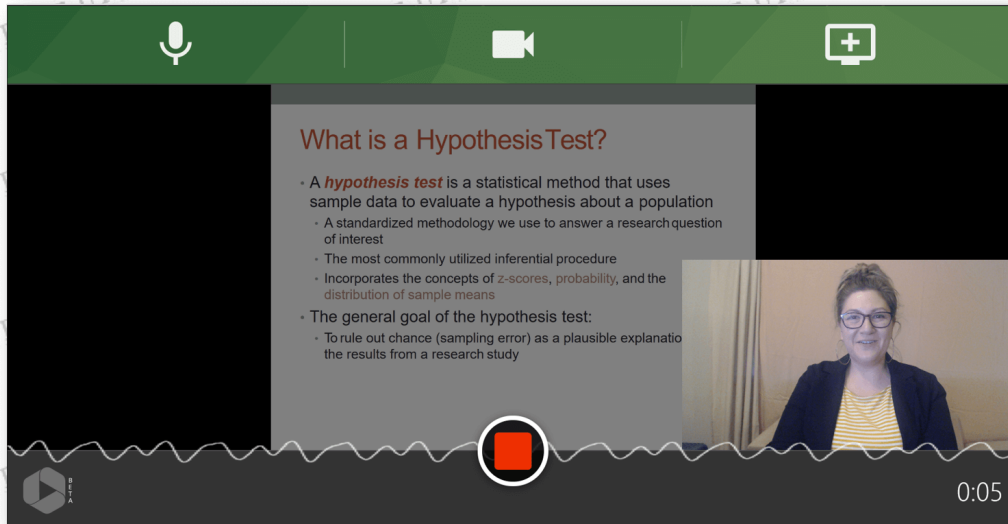 What is a Hypothesis Test?
• A hypothesis test is a statistical method that uses
sample data to evaluate a hypothesis about a population
• A standardized methodology we use to answer a research question
of interest
• The most commonly utilized inferential procedure
• Incorporates the concepts of z-scores, probability, and the
distribution of sample means
• The general goal of the hypothesis test:
• To rule out chance (sampling error) as a plausible explanatio
the results from a research study
BETA
0:05